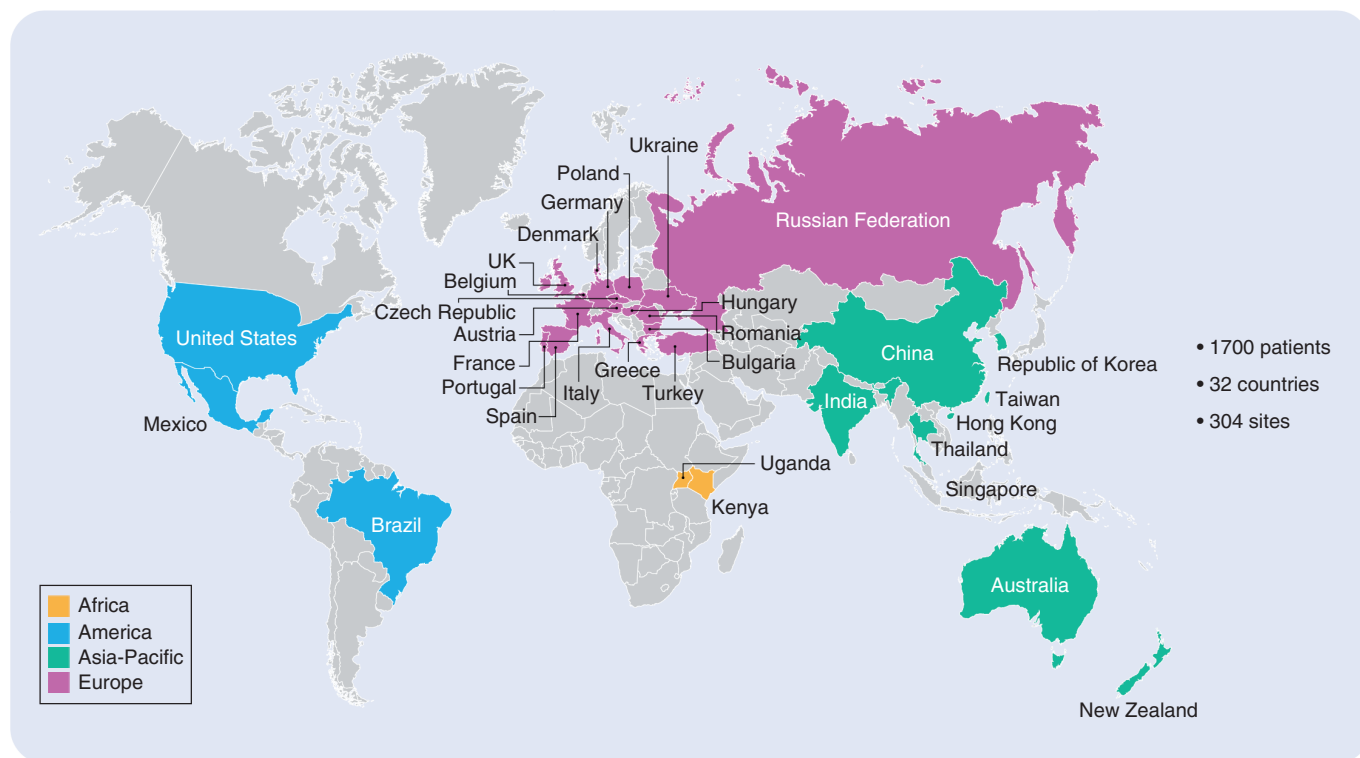 Ukraine
Poland
Germany
Denmark
UK
Belgium
Czech Republic
Austria
France
Portugal
Spain
Italy
Greece
Turkey
Hungary
Romania
Bulgaria
Russian Federation
United States
Mexico
Brazil
China
India
Republic of Korea
Taiwan
Hong Kong
Thailand
Singapore
Uganda
Kenya
Australia
New Zealand
• 1700 patients
• 32 countries
• 304 sites
Africa
America
Asia-Pacific
Europe